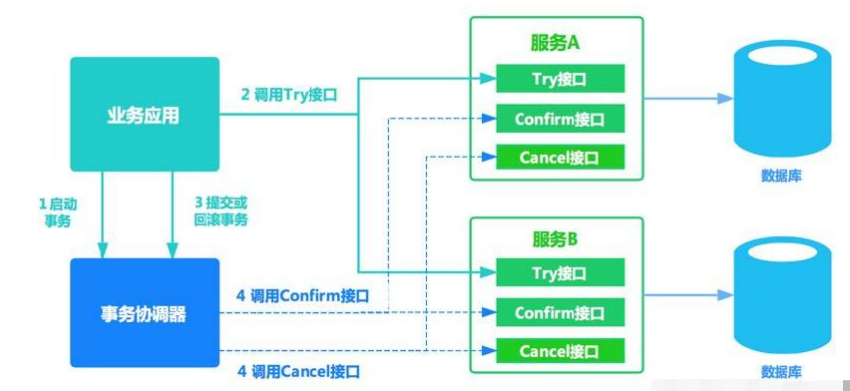 服务A
Try接口
Confirm接口
Cancel接口
数据库
业务应用
2 调用Try接口
1 启动
事务
3 提交或
回滚事务
服务B
Try接口
Confirm接口
Cancel接口
数据库
事务协调器
4 调用Confirm接口
4 调用Cancel接口